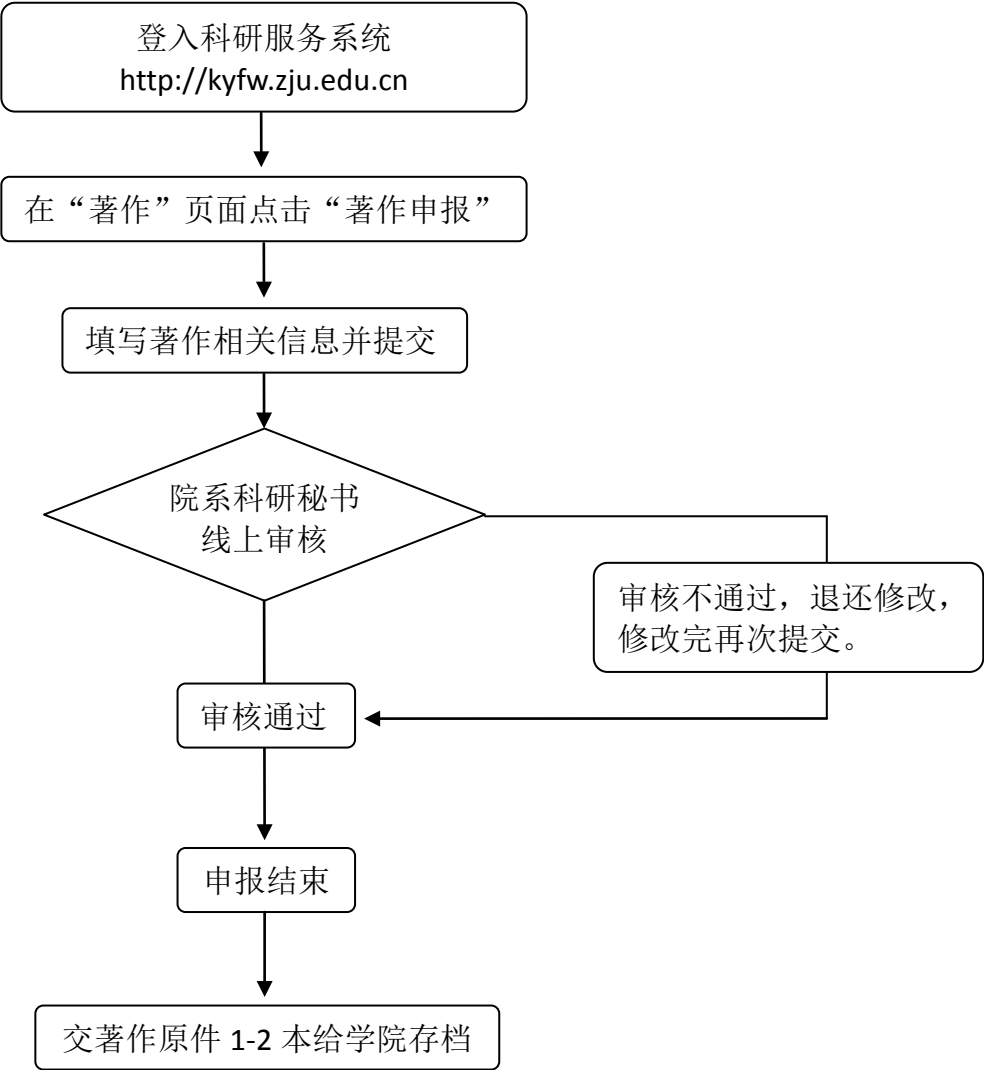 登入科研服务系统
http://kyfw.zju.edu.cn
在“著作”页面点击“著作申报”
填写著作相关信息并提交
院系科研秘书
线上审核
审核不通过，退还修改，
修改完再次提交。
审核通过
申报结束
交著作原件 1-2 本给学院存档